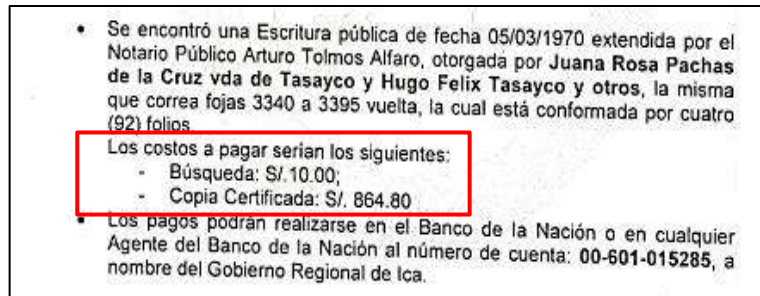 • Se encontró una Escritura pública de fecha 05/03/1970 extendida por el
Notario Público Arturo Tolmos Alfaro, otorgada por Juana Rosa Pachas
de la Cruz vda de Tasayco y Hugo Felix Tasayco y otros, la misma
que correa fojas 3340 a 3395 vuelta, la cual está conformada por cuatro
(92) folios
Los costos a pagar serian los siguientes:
- Búsqueda: S/.10.00;
- Copia Certificada: S/. 864.80
• Los pagos podrán realizarse en el Banco de la Nación o en cualquier
Agente del Banco de la Nación al número de cuenta: 00-601-015285, a
nombre del Gobierno Regional de Ica.